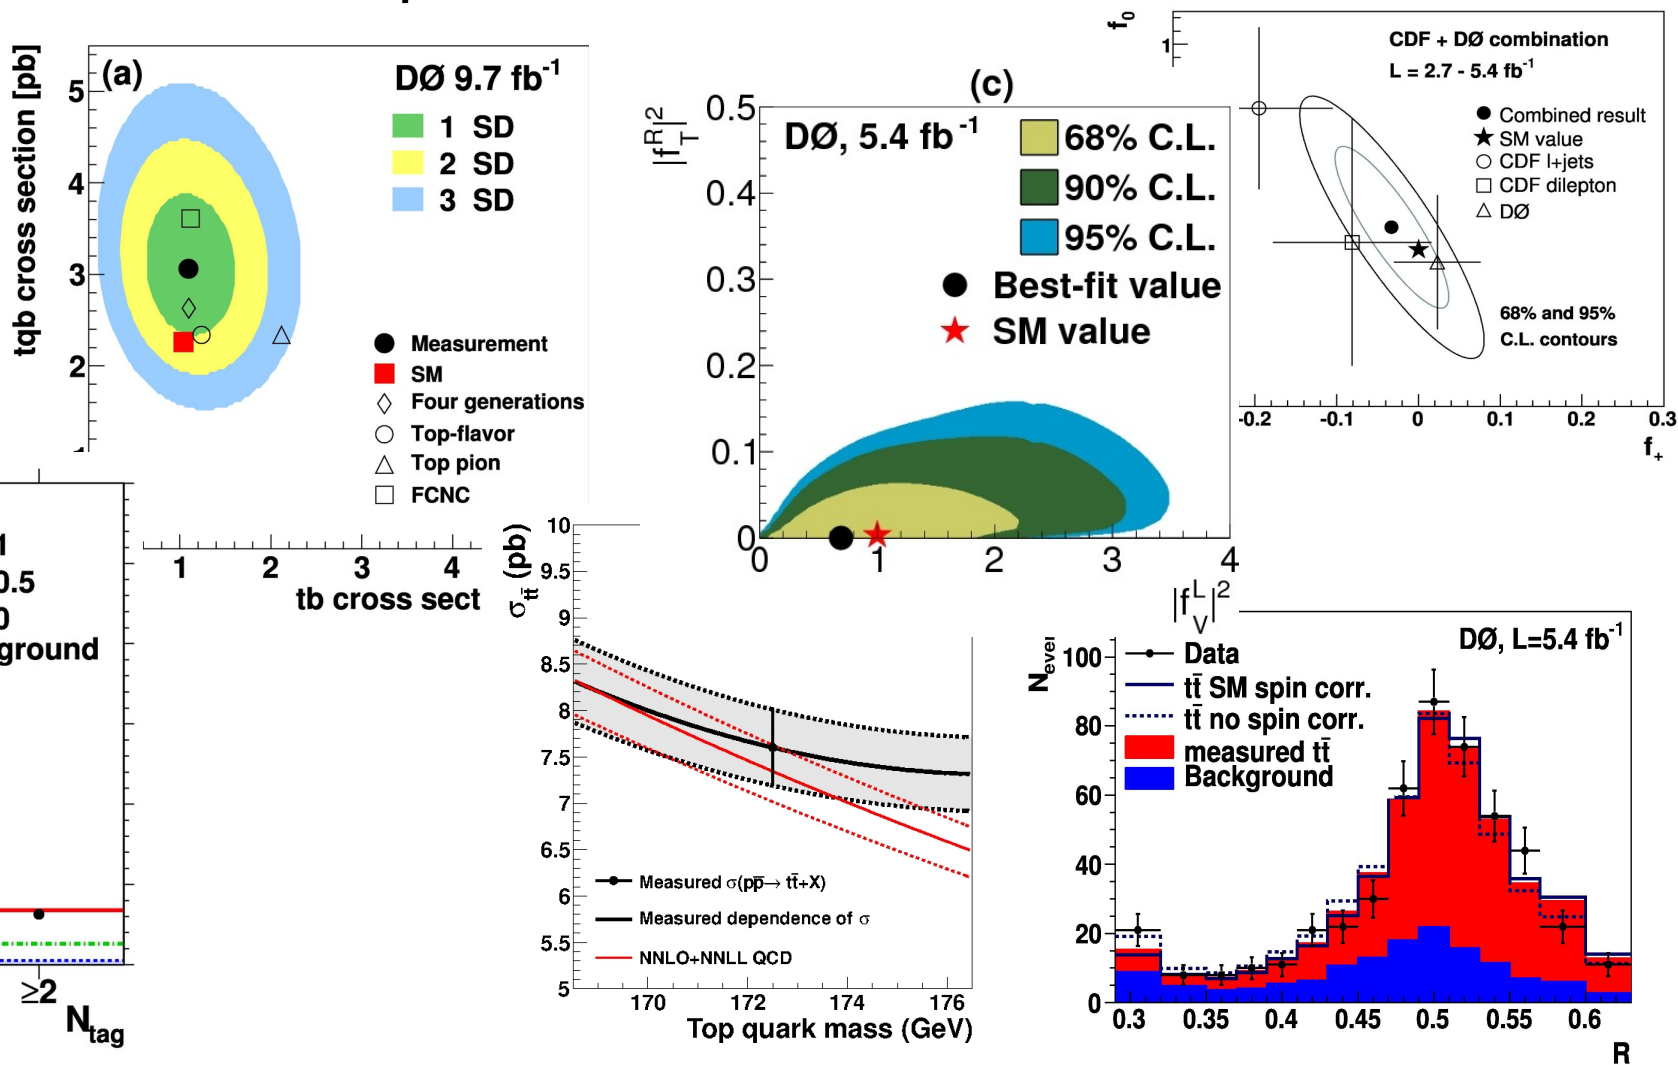 (a)
DØ 9.7 fb-1
1 SD
2 SD
3 SD
tqb cross section [pb]
5
4
3
2
Measurement
SM
Four generations
Top-flavor
Top pion
FCNC
1 2 3 4
tb cross sect
(c)
|f_T^R|^2
DØ, 5.4 fb-1
68% C.L.
90% C.L.
95% C.L.
Best-fit value
SM value
0.5
0.4
0.3
0.2
0.1
0
0 1 2 3 4
|f_V^L|^2
f_0
1
CDF + DØ combination
L = 2.7 - 5.4 fb-1
Combined result
SM value
CDF l+jets
CDF dilepton
DØ
68% and 95%
C.L. contours
-0.2 -0.1 0 0.1 0.2 0.3
f_+
1
0.5
0
ground
≥2
N_tag
σ_tt̄ (pb)
10
9.5
9
8.5
8
7.5
7
6.5
6
5.5
5
Measured σ(pp̄→ tt̄+X)
Measured dependence of σ
NNLO+NNLL QCD
170 172 174 176
Top quark mass (GeV)
DØ, L=5.4 fb-1
Data
tt̄ SM spin corr.
tt̄ no spin corr.
measured tt̄
Background
100
80
60
40
20
0
0.3 0.35 0.4 0.45 0.5 0.55 0.6
R